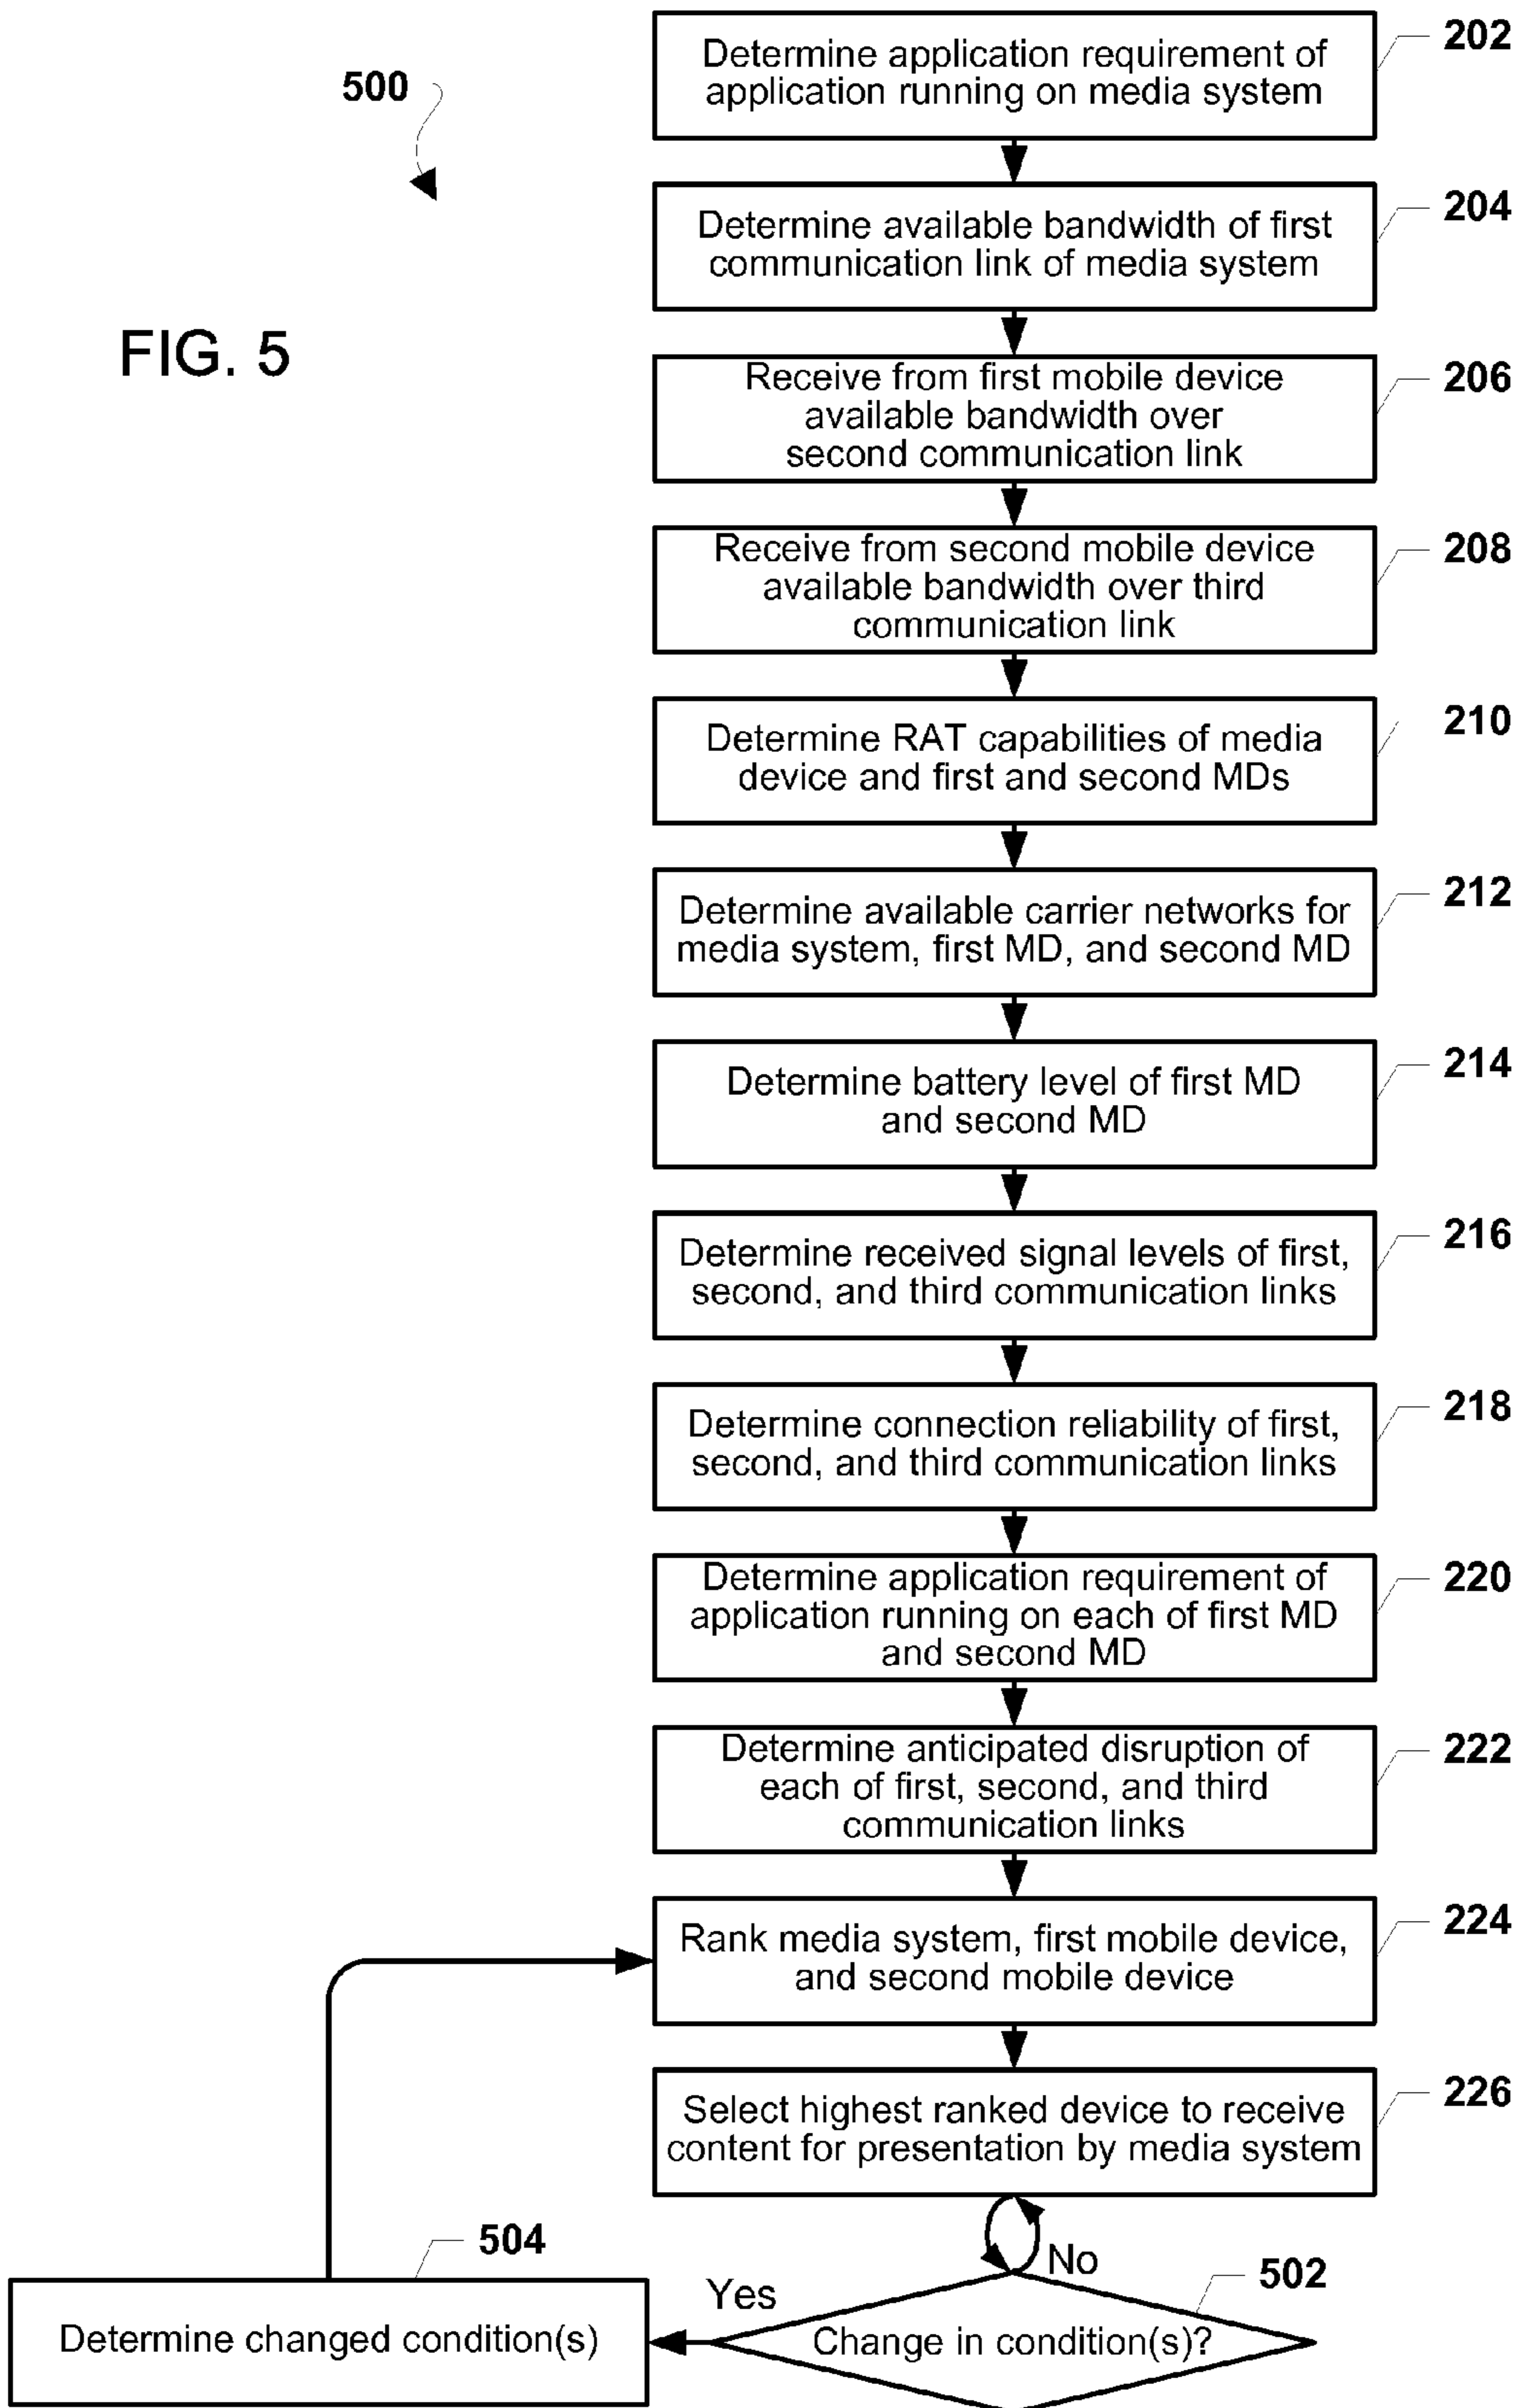 500
FIG. 5
Determine application requirement of
application running on media system
202
Determine available bandwidth of first
communication link of media system
204
Receive from first mobile device
available bandwidth over
second communication link
206
Receive from second mobile device
available bandwidth over third
communication link
208
Determine RAT capabilities of media
device and first and second MDs
210
Determine available carrier networks for
media system, first MD, and second MD
212
Determine battery level of first MD
and second MD
214
Determine received signal levels of first,
second, and third communication links
216
Determine connection reliability of first,
second, and third communication links
218
Determine application requirement of
application running on each of first MD
and second MD
220
Determine anticipated disruption of
each of first, second, and third
communication links
222
Rank media system, first mobile device,
and second mobile device
224
Select highest ranked device to receive
content for presentation by media system
226
No
502
Change in condition(s)?
Yes
504
Determine changed condition(s)